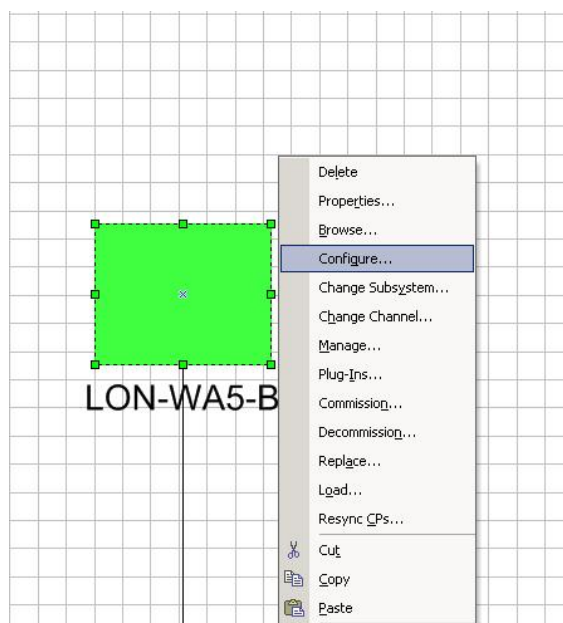 Delete
Properties...
Browse...
Configure...
Change Subsystem...
Change Channel...
Manage...
Plug-Ins...
Commission...
Decommission...
Replace...
Load...
Resync CPs...
Cut
Copy
Paste
LON-WA5-B